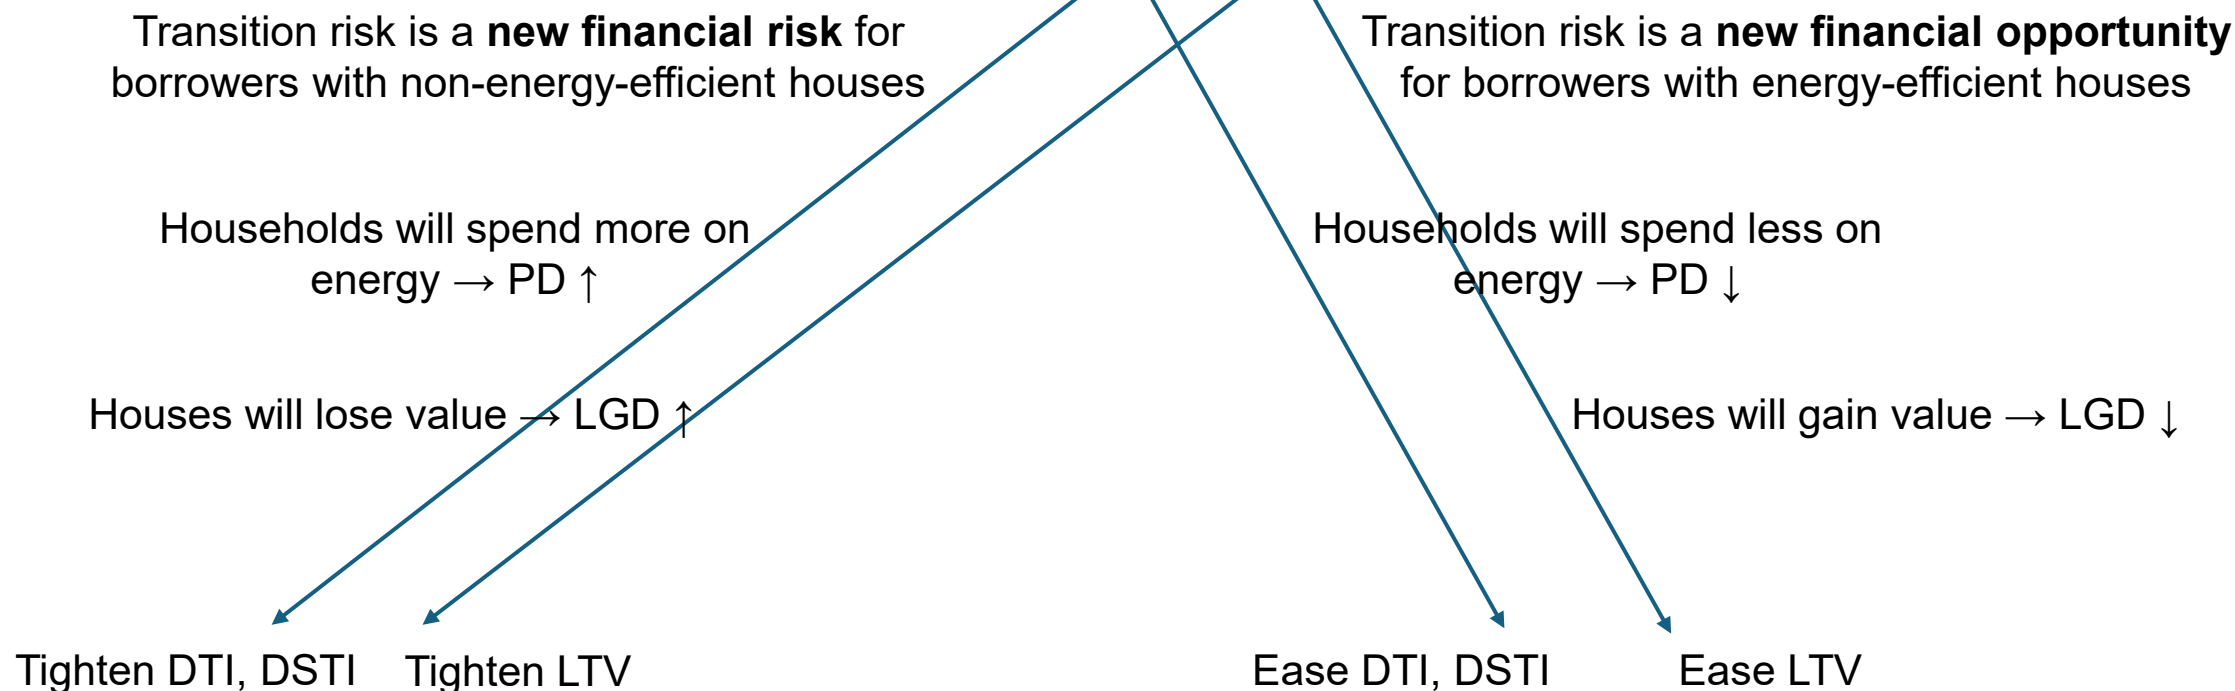 Transition risk is a new financial risk for
borrowers with non-energy-efficient houses
Households will spend more on
energy → PD ↑
Houses will lose value → LGD ↑
Tighten DTI, DSTI
Tighten LTV
Transition risk is a new financial opportunity
for borrowers with energy-efficient houses
Households will spend less on
energy → PD ↓
Houses will gain value → LGD ↓
Ease DTI, DSTI
Ease LTV